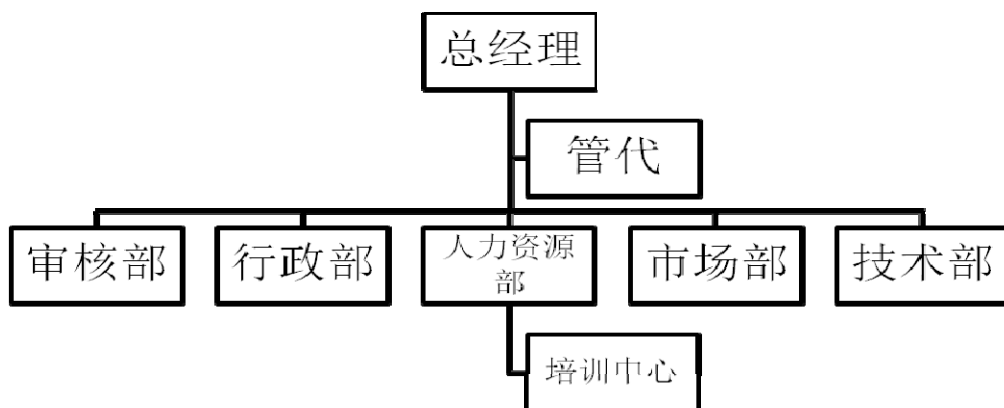 总经理
管代
审核部
行政部
人力资源
部
市场部
技术部
培训中心